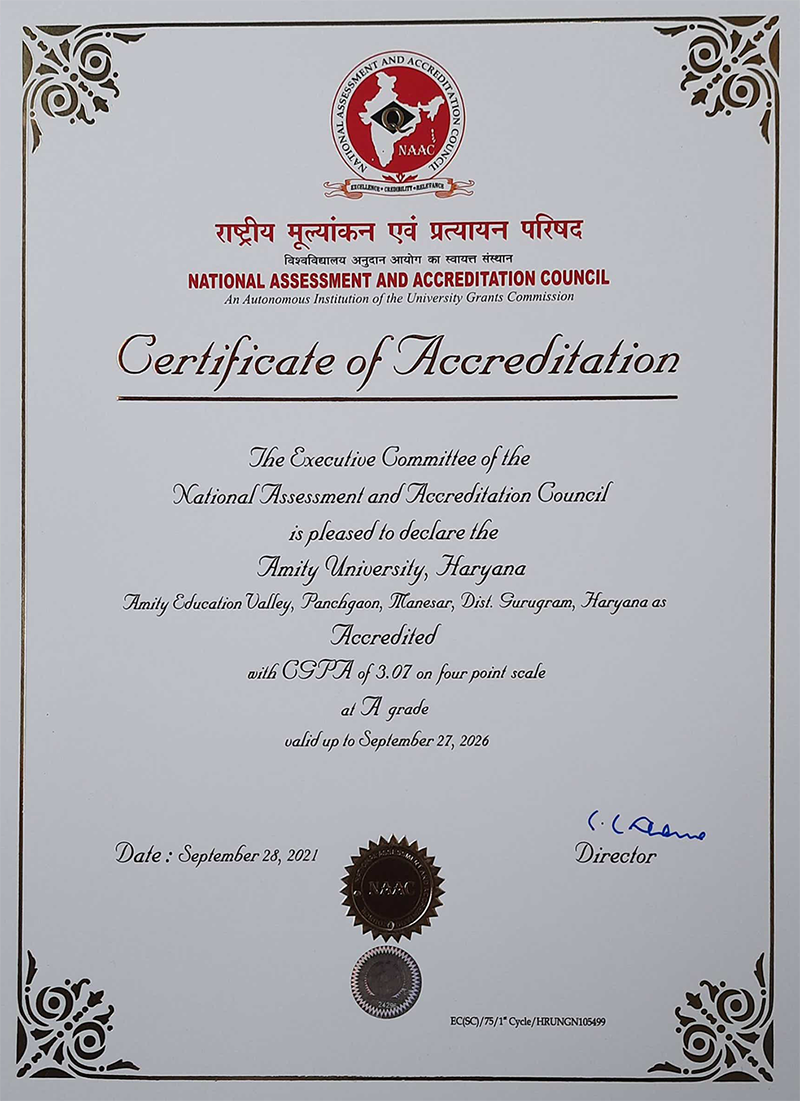 NATIONAL ASSESSMENT AND ACCREDITATION COUNCIL
Q
NAAC
EXCELLENCE • CREDIBILITY • RELEVANCE
राष्ट्रीय मूल्यांकन एवं प्रत्यायन परिषद
विश्वविद्यालय अनुदान आयोग का स्वायत्त संस्थान
NATIONAL ASSESSMENT AND ACCREDITATION COUNCIL
An Autonomous Institution of the University Grants Commission
Certificate of Accreditation
The Executive Committee of the
National Assessment and Accreditation Council
is pleased to declare the
Amity University, Haryana
Amity Education Valley, Panchgaon, Manesar, Dist. Gurugram, Haryana as
Accredited
with CGPA of 3.07 on four point scale
at A grade
valid up to September 27, 2026
Date : September 28, 2021
Director
NAAC
EC(SC)/75/1st Cycle/HRUNGN105499